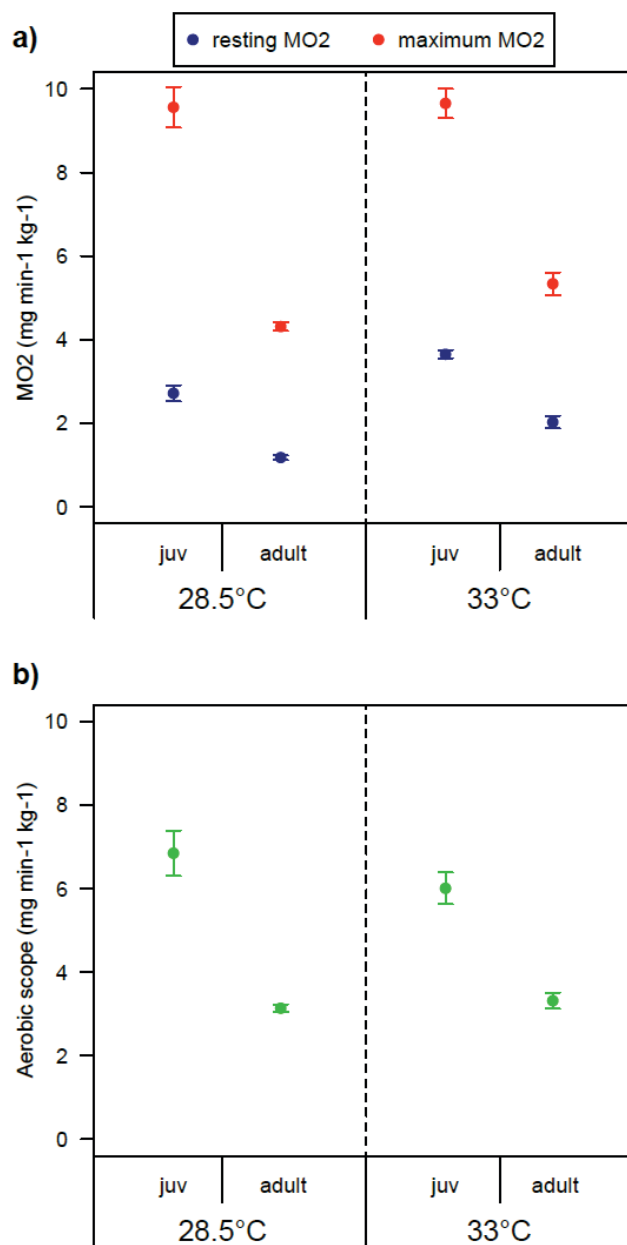 a)
resting MO2 maximum MO2
10
8
6
4
2
0
MO2 (mg min-1 kg-1)
juv adult juv adult
28.5°C 33°C
b)
10
8
6
4
2
0
Aerobic scope (mg min-1 kg-1)
juv adult juv adult
28.5°C 33°C